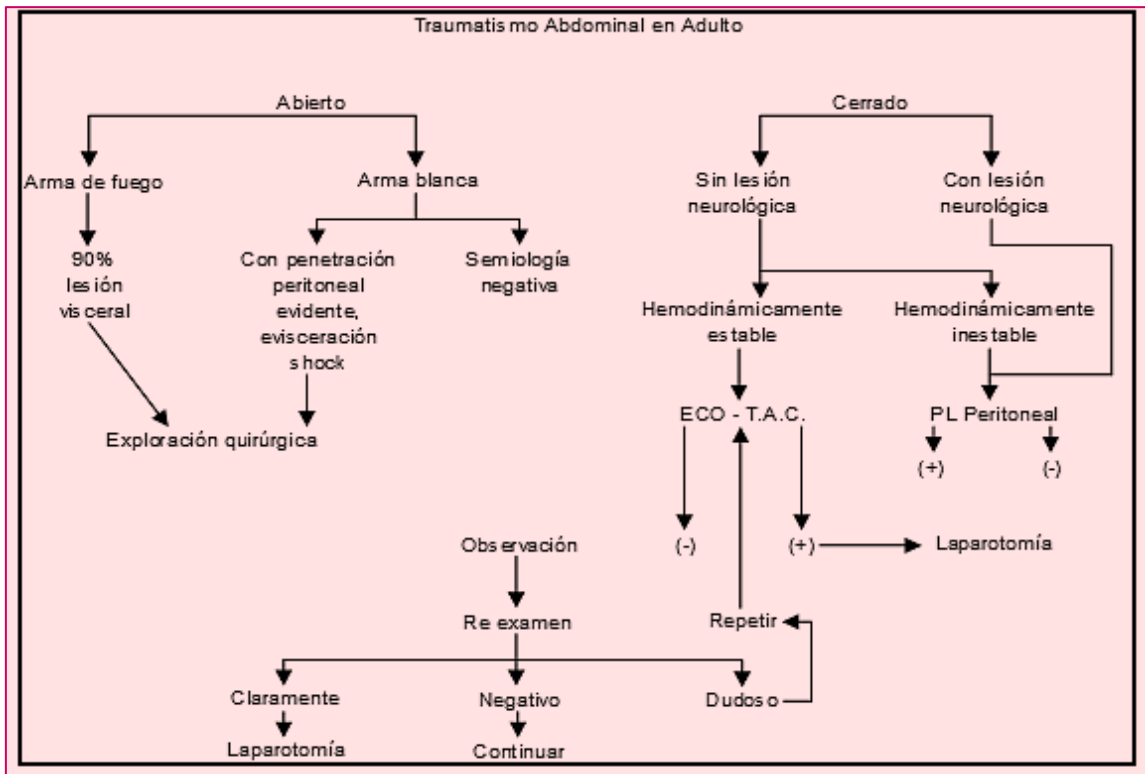 Traumatismo Abdominal en Adulto
Abierto
Cerrado
Arma de fuego
Arma blanca
Sin lesión
neurológica
Con lesión
neurológica
90%
lesión
visceral
Con penetración
peritoneal
evidente,
evisceración
shock
Semiología
negativa
Hemodinámicamente
estable
Hemodinámicamente
inestable
Exploración quirúrgica
ECO - T.A.C.
PL Peritoneal
(+)
(-)
Observación
(-)
(+)
Laparotomía
Re examen
Repetir
Claramente
Negativo
Dudoso
Laparotomía
Continuar